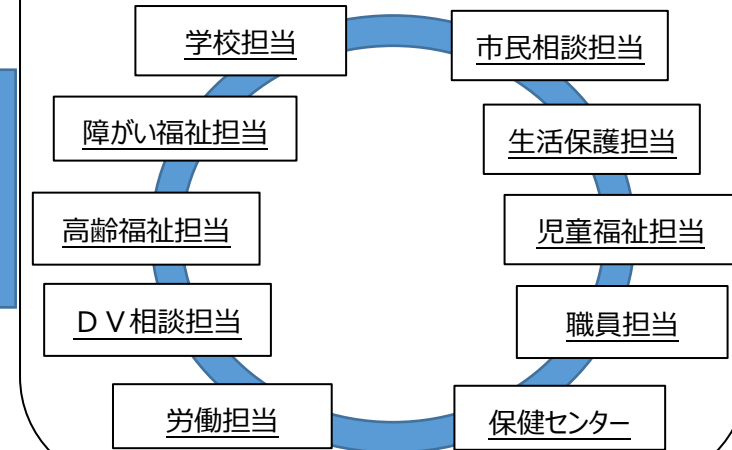 学校担当
市民相談担当
障がい福祉担当
生活保護担当
高齢福祉担当
児童福祉担当
ＤＶ相談担当
職員担当
労働担当
保健センター